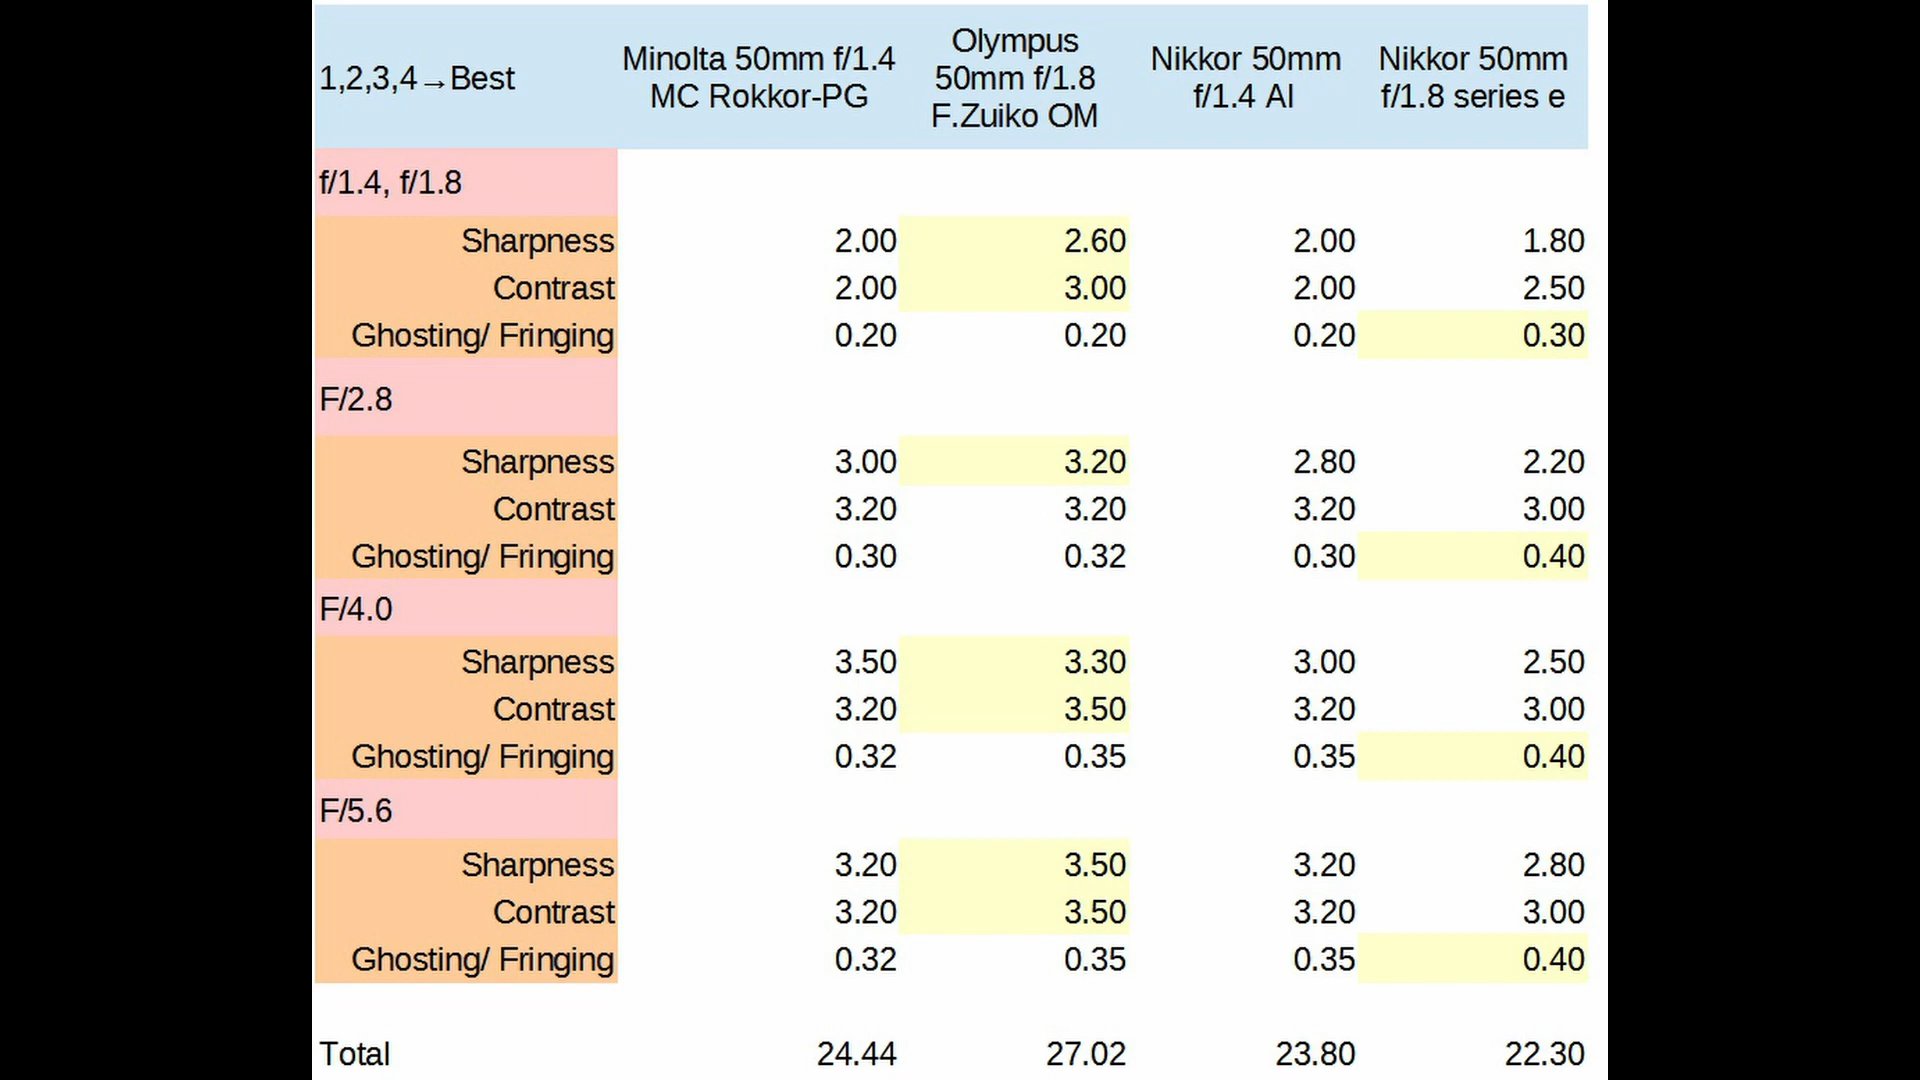 1,2,3,4→Best Minolta 50mm f/1.4 MC Rokkor-PG Olympus 50mm f/1.8 F.Zuiko OM Nikkor 50mm f/1.4 AI Nikkor 50mm f/1.8 series e
f/1.4, f/1.8
Sharpness 2.00 2.60 2.00 1.80
Contrast 2.00 3.00 2.00 2.50
Ghosting/ Fringing 0.20 0.20 0.20 0.30
F/2.8
Sharpness 3.00 3.20 2.80 2.20
Contrast 3.20 3.20 3.20 3.00
Ghosting/ Fringing 0.30 0.32 0.30 0.40
F/4.0
Sharpness 3.50 3.30 3.00 2.50
Contrast 3.20 3.50 3.20 3.00
Ghosting/ Fringing 0.32 0.35 0.35 0.40
F/5.6
Sharpness 3.20 3.50 3.20 2.80
Contrast 3.20 3.50 3.20 3.00
Ghosting/ Fringing 0.32 0.35 0.35 0.40
Total 24.44 27.02 23.80 22.30